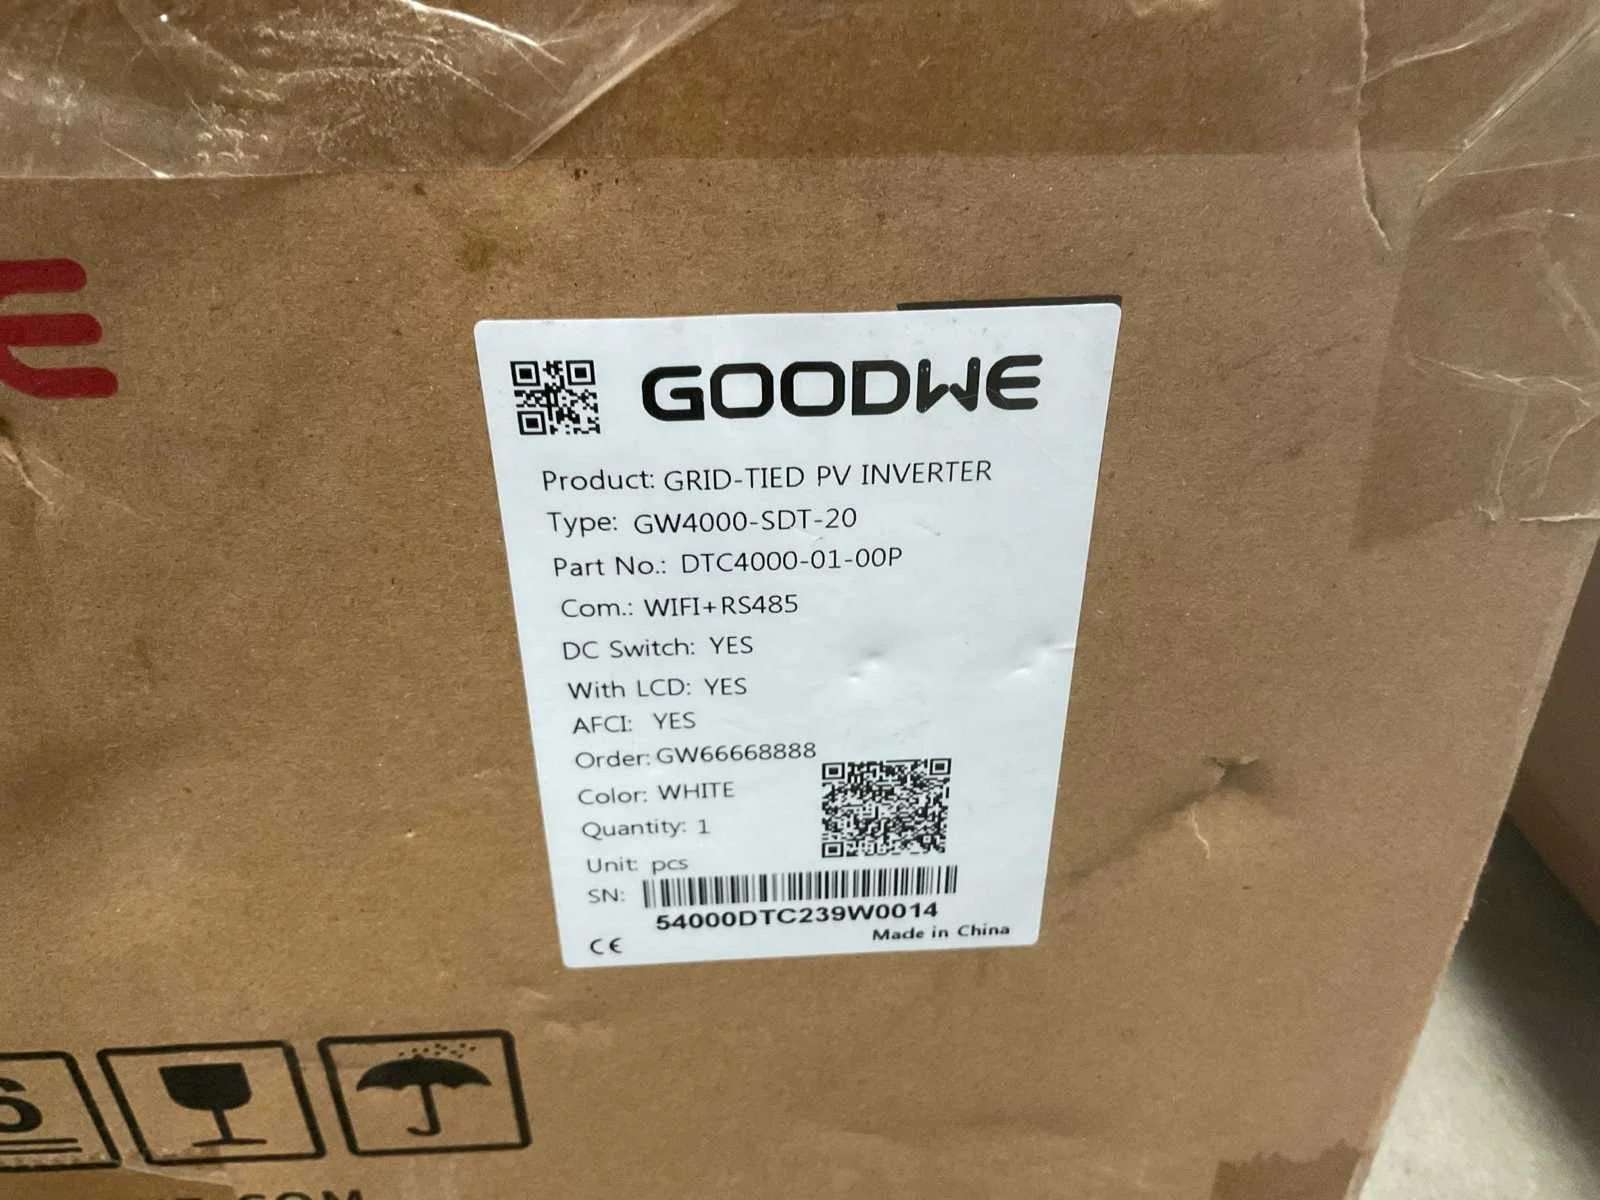 GOODWE
Product: GRID-TIED PV INVERTER
Type: GW4000-SDT-20
Part No.: DTC4000-01-00P
Com.: WIFI+RS485
DC Switch: YES
With LCD: YES
AFCI: YES
Order: GW66668888
Color: WHITE
Quantity: 1
Unit: pcs
SN:
54000DTC239W0014
CE
Made in China
6